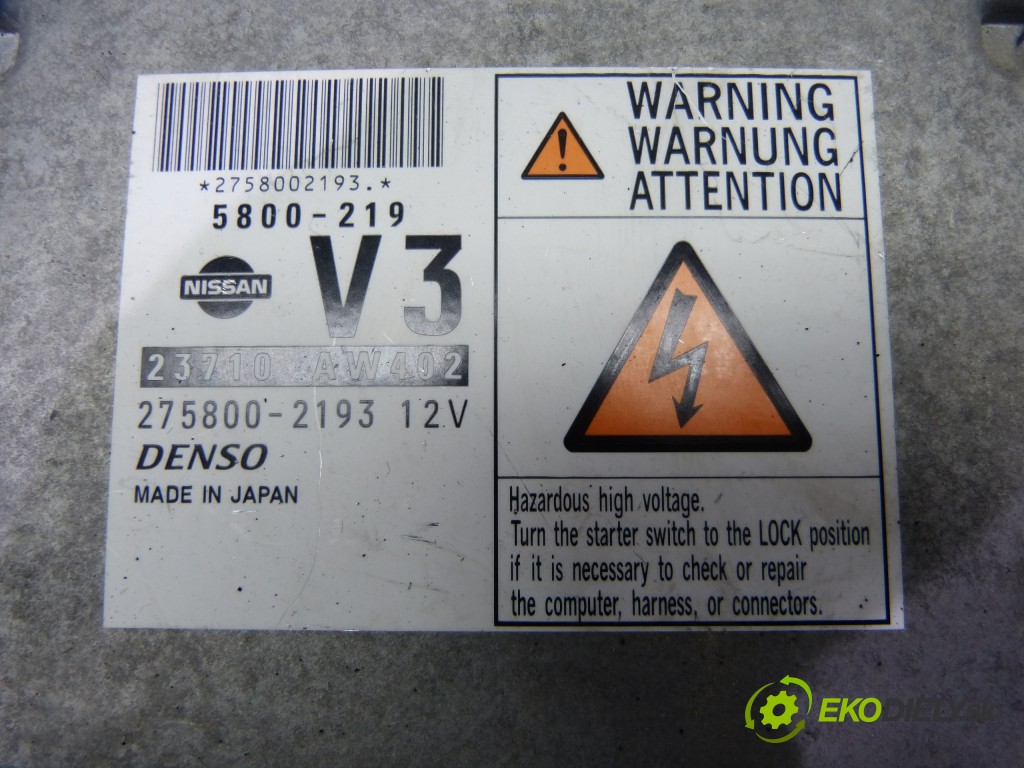 *2758002193.*
5800-219
NISSAN
V3
23710 AW402
275800-2193 12V
DENSO
MADE IN JAPAN
WARNING
WARNUNG
ATTENTION
Hazardous high voltage.
Turn the starter switch to the LOCK position
if it is necessary to check or repair
the computer, harness, or connectors.
EKODIELY.SK